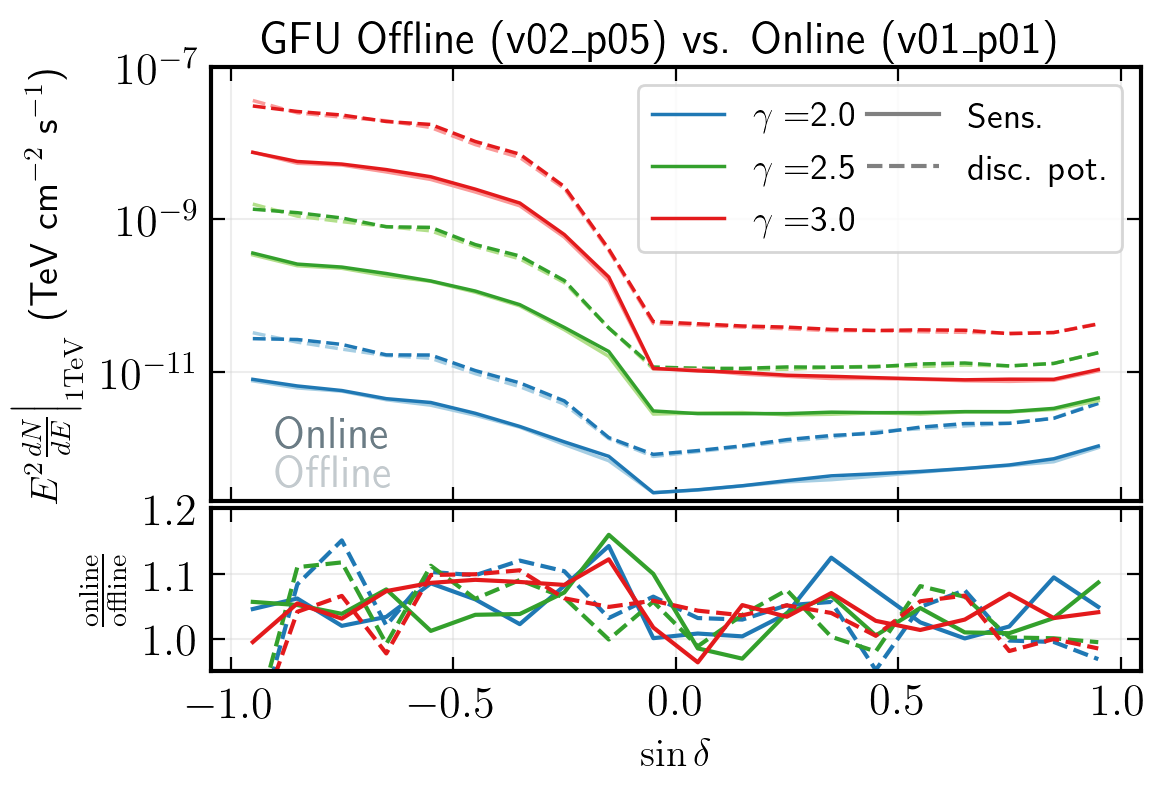 GFU Offline (v02_p05) vs. Online (v01_p01)
10⁻⁷
10⁻⁹
10⁻¹¹
E² dN/dE|1TeV (TeV cm⁻² s⁻¹)
γ =2.0
γ =2.5
γ =3.0
Sens.
disc. pot.
Online
Offline
1.2
1.1
1.0
online/offline
−1.0
−0.5
0.0
0.5
1.0
sin δ